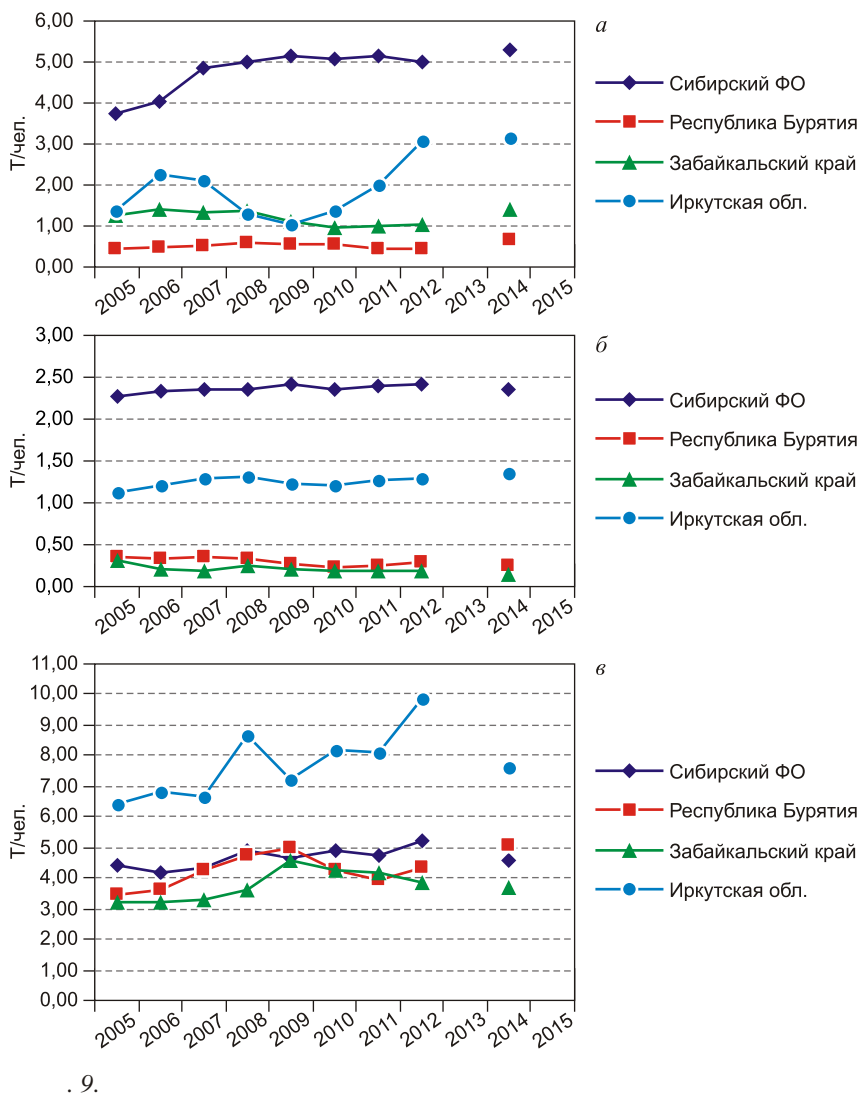 6,00
5,00
4,00
3,00
2,00
1,00
0,00
Т/чел.
2005 2006 2007 2008 2009 2010 2011 2012 2013 2014 2015
а
Сибирский ФО
Республика Бурятия
Забайкальский край
Иркутская обл.
3,00
2,50
2,00
1,50
1,00
0,50
0,00
Т/чел.
2005 2006 2007 2008 2009 2010 2011 2012 2013 2014 2015
б
Сибирский ФО
Республика Бурятия
Забайкальский край
Иркутская обл.
11,00
10,00
9,00
8,00
7,00
6,00
5,00
4,00
3,00
2,00
1,00
0,00
Т/чел.
2005 2006 2007 2008 2009 2010 2011 2012 2013 2014 2015
в
Сибирский ФО
Республика Бурятия
Забайкальский край
Иркутская обл.
. 9.